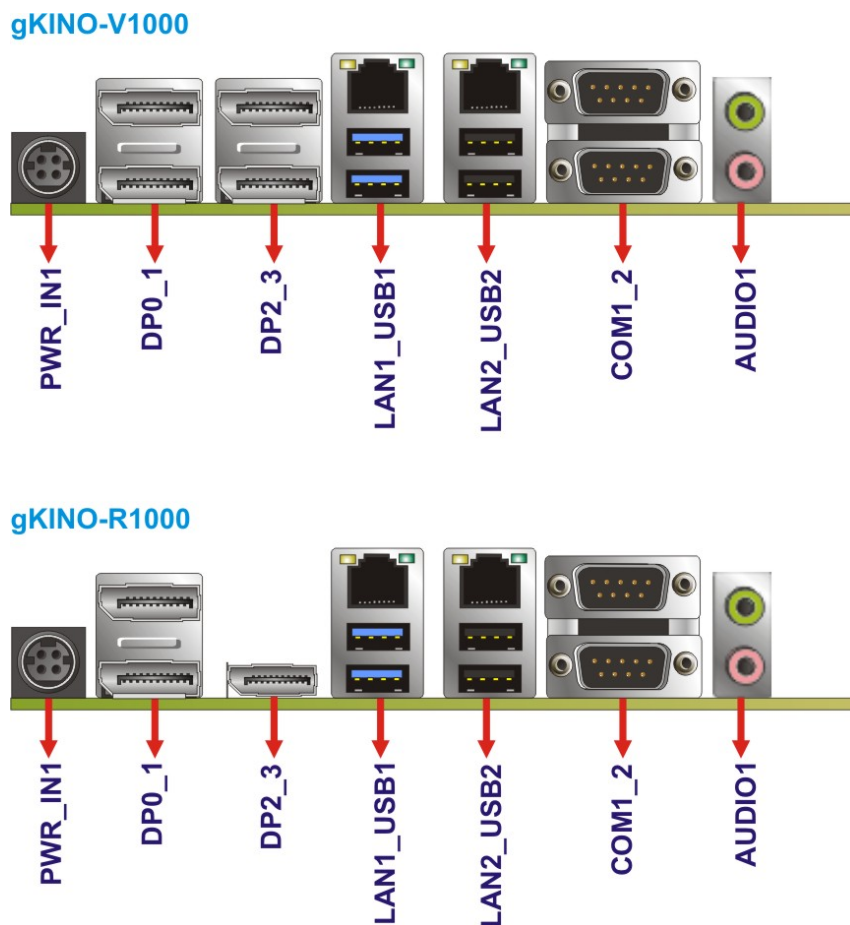 gKINO-V1000
PWR_IN1
DP0_1
DP2_3
LAN1_USB1
LAN2_USB2
COM1_2
AUDIO1
gKINO-R1000
PWR_IN1
DP0_1
DP2_3
LAN1_USB1
LAN2_USB2
COM1_2
AUDIO1